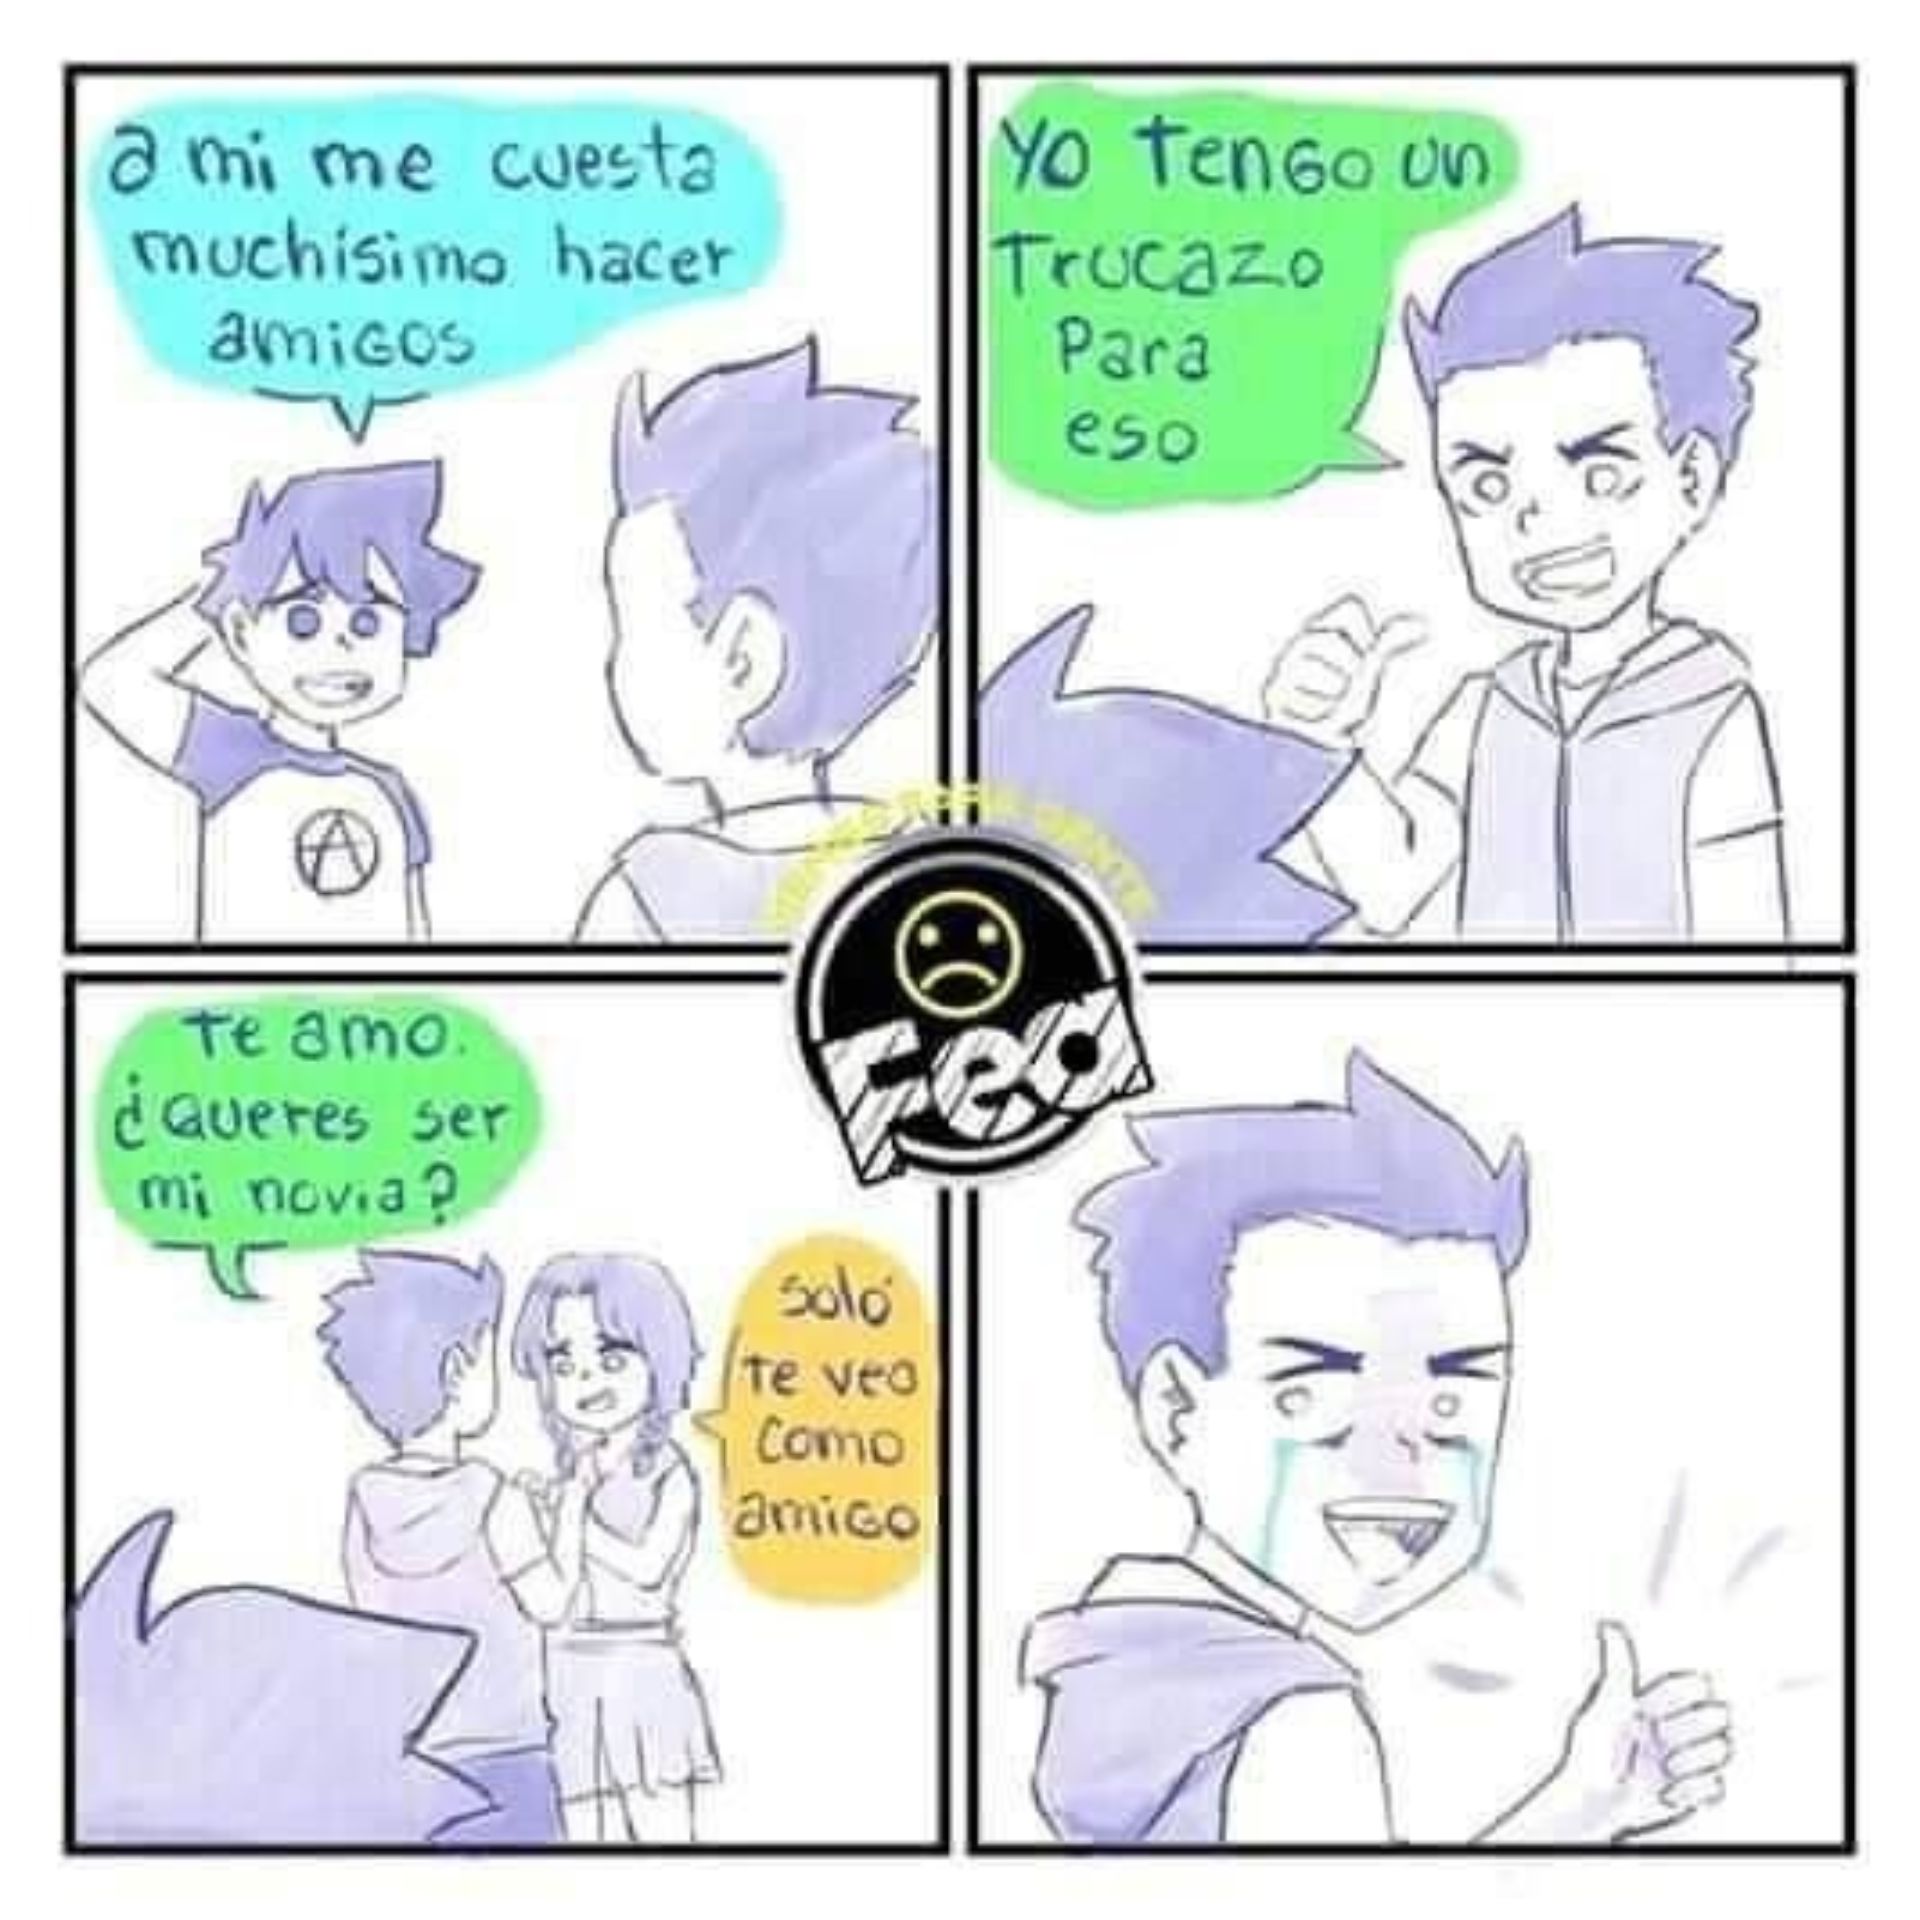 a mi me cuesta
muchísimo hacer
amigos
Yo tengo un
trucazo
Para
eso
te amo.
¿Queres ser
mi novia?
soló
te veo
como
amigo
Feo